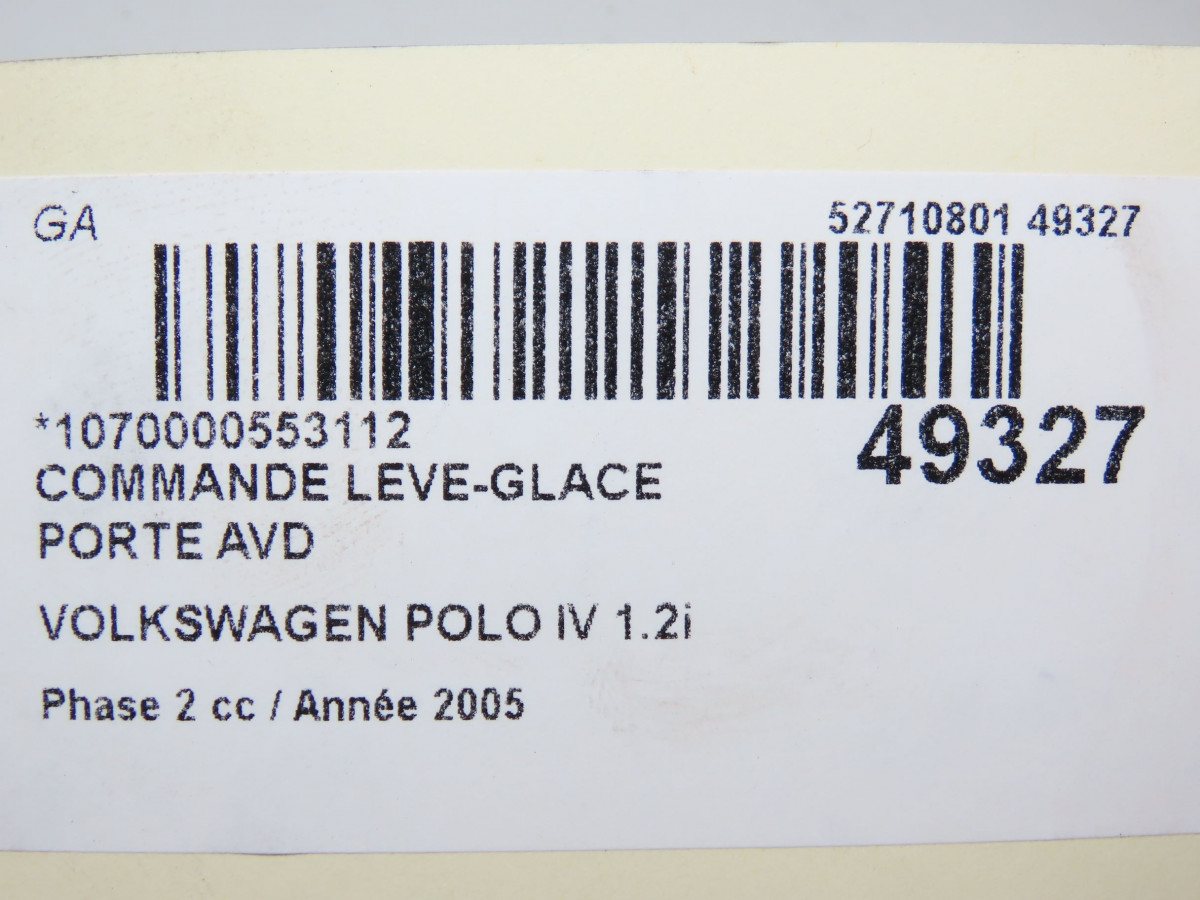 GA
52710801 49327
*1070000553112
49327
COMMANDE LEVE-GLACE
PORTE AVD
VOLKSWAGEN POLO IV 1.2i
Phase 2 cc / Année 2005